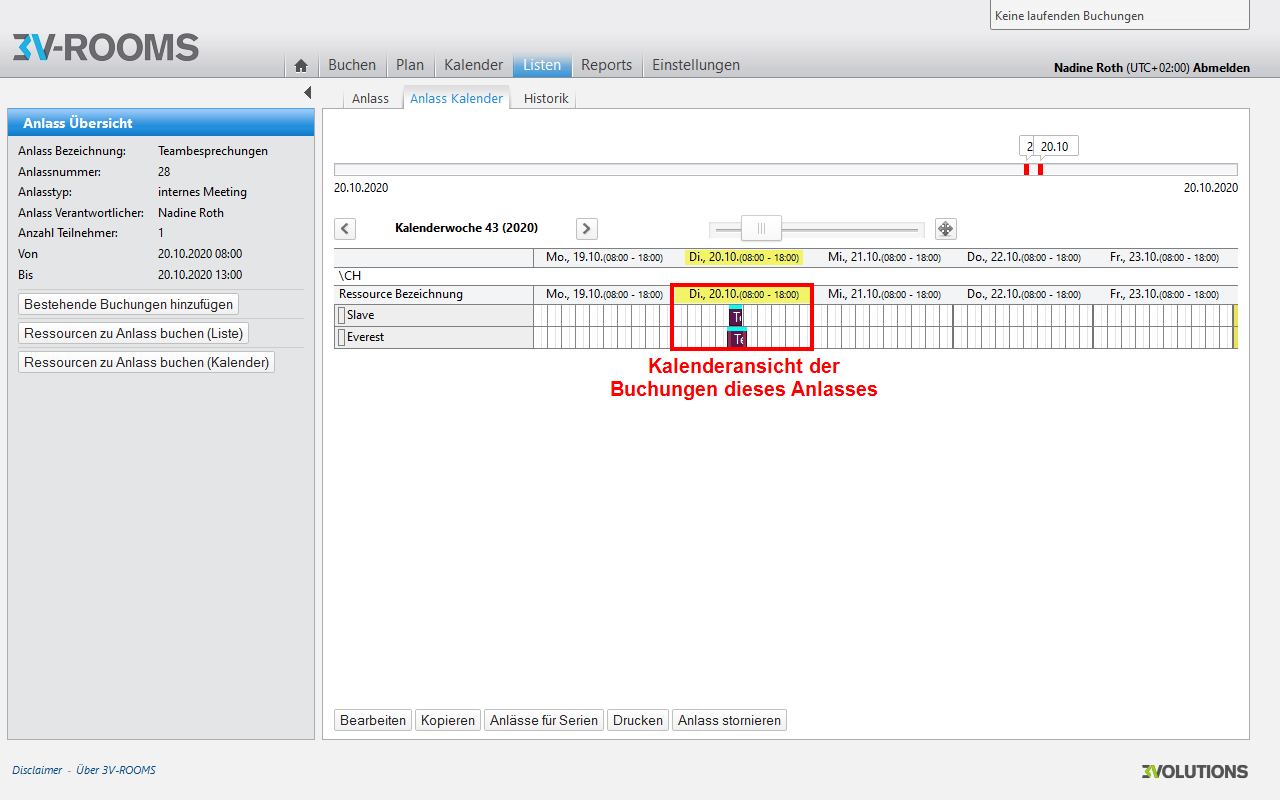 Keine laufenden Buchungen
3V-ROOMS
Buchen Plan Kalender Listen Reports Einstellungen
Nadine Roth (UTC+02:00) Abmelden
Anlass Anlass Kalender Historik
Anlass Übersicht
Anlass Bezeichnung: Teambesprechungen
Anlassnummer: 28
Anlasstyp: internes Meeting
Anlass Verantwortlicher: Nadine Roth
Anzahl Teilnehmer: 1
Von 20.10.2020 08:00
Bis 20.10.2020 13:00
Bestehende Buchungen hinzufügen
Ressourcen zu Anlass buchen (Liste)
Ressourcen zu Anlass buchen (Kalender)
2 20.10
20.10.2020 20.10.2020
Kalenderwoche 43 (2020)
Mo., 19.10.(08:00 - 18:00) Di., 20.10.(08:00 - 18:00) Mi., 21.10.(08:00 - 18:00) Do., 22.10.(08:00 - 18:00) Fr., 23.10.(08:00 - 18:00)
\CH
Ressource Bezeichnung Mo., 19.10.(08:00 - 18:00) Di., 20.10.(08:00 - 18:00) Mi., 21.10.(08:00 - 18:00) Do., 22.10.(08:00 - 18:00) Fr., 23.10.(08:00 - 18:00)
Slave
Everest Te
Kalenderansicht der
Buchungen dieses Anlasses
Bearbeiten Kopieren Anlässe für Serien Drucken Anlass stornieren
Disclaimer - Über 3V-ROOMS
3VOLUTIONS